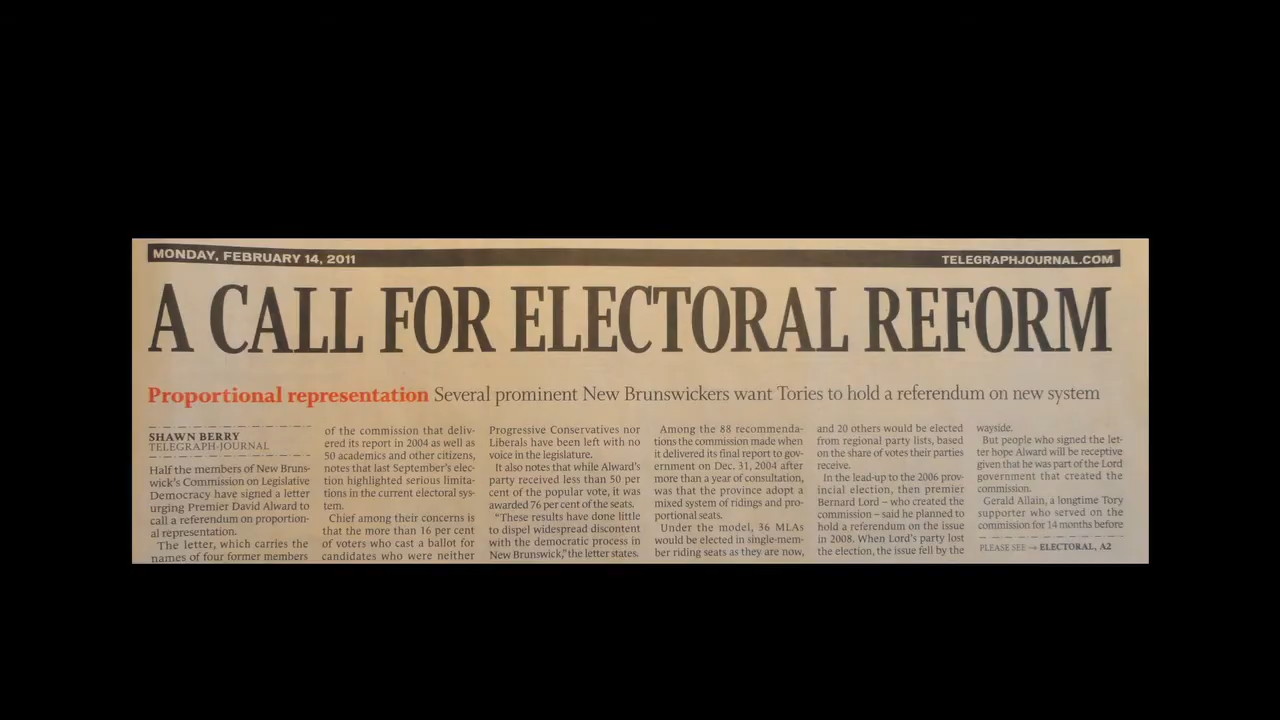 MONDAY, FEBRUARY 14, 2011
TELEGRAPHJOURNAL.COM
A CALL FOR ELECTORAL REFORM
Proportional representation Several prominent New Brunswickers want Tories to hold a referendum on new system
SHAWN BERRY
TELEGRAPH-JOURNAL
Half the members of New Bruns-
wick's Commission on Legislative
Democracy have signed a letter
urging Premier David Alward to
call a referendum on proportion-
al representation.
The letter, which carries the
names of four former members
of the commission that deliv-
ered its report in 2004 as well as
50 academics and other citizens,
notes that last September's elec-
tion highlighted serious limita-
tions in the current electoral sys-
tem.
Chief among their concerns is
that the more than 16 per cent
of voters who cast a ballot for
candidates who were neither
Progressive Conservatives nor
Liberals have been left with no
voice in the legislature.
It also notes that while Alward's
party received less than 50 per
cent of the popular vote, it was
awarded 76 per cent of the seats.
"These results have done little
to dispel widespread discontent
with the democratic process in
New Brunswick," the letter states.
Among the 88 recommenda-
tions the commission made when
it delivered its final report to gov-
ernment on Dec. 31, 2004 after
more than a year of consultation,
was that the province adopt a
mixed system of ridings and pro-
portional seats.
Under the model, 36 MLAs
would be elected in single-mem-
ber riding seats as they are now,
and 20 others would be elected
from regional party lists, based
on the share of votes their parties
receive.
In the lead-up to the 2006 prov-
incial election, then premier
Bernard Lord – who created the
commission – said he planned to
hold a referendum on the issue
in 2008. When Lord's party lost
the election, the issue fell by the
wayside.
But people who signed the let-
ter hope Alward will be receptive
given that he was part of the Lord
government that created the
commission.
Gerald Allain, a longtime Tory
supporter who served on the
commission for 14 months before
PLEASE SEE → ELECTORAL, A2